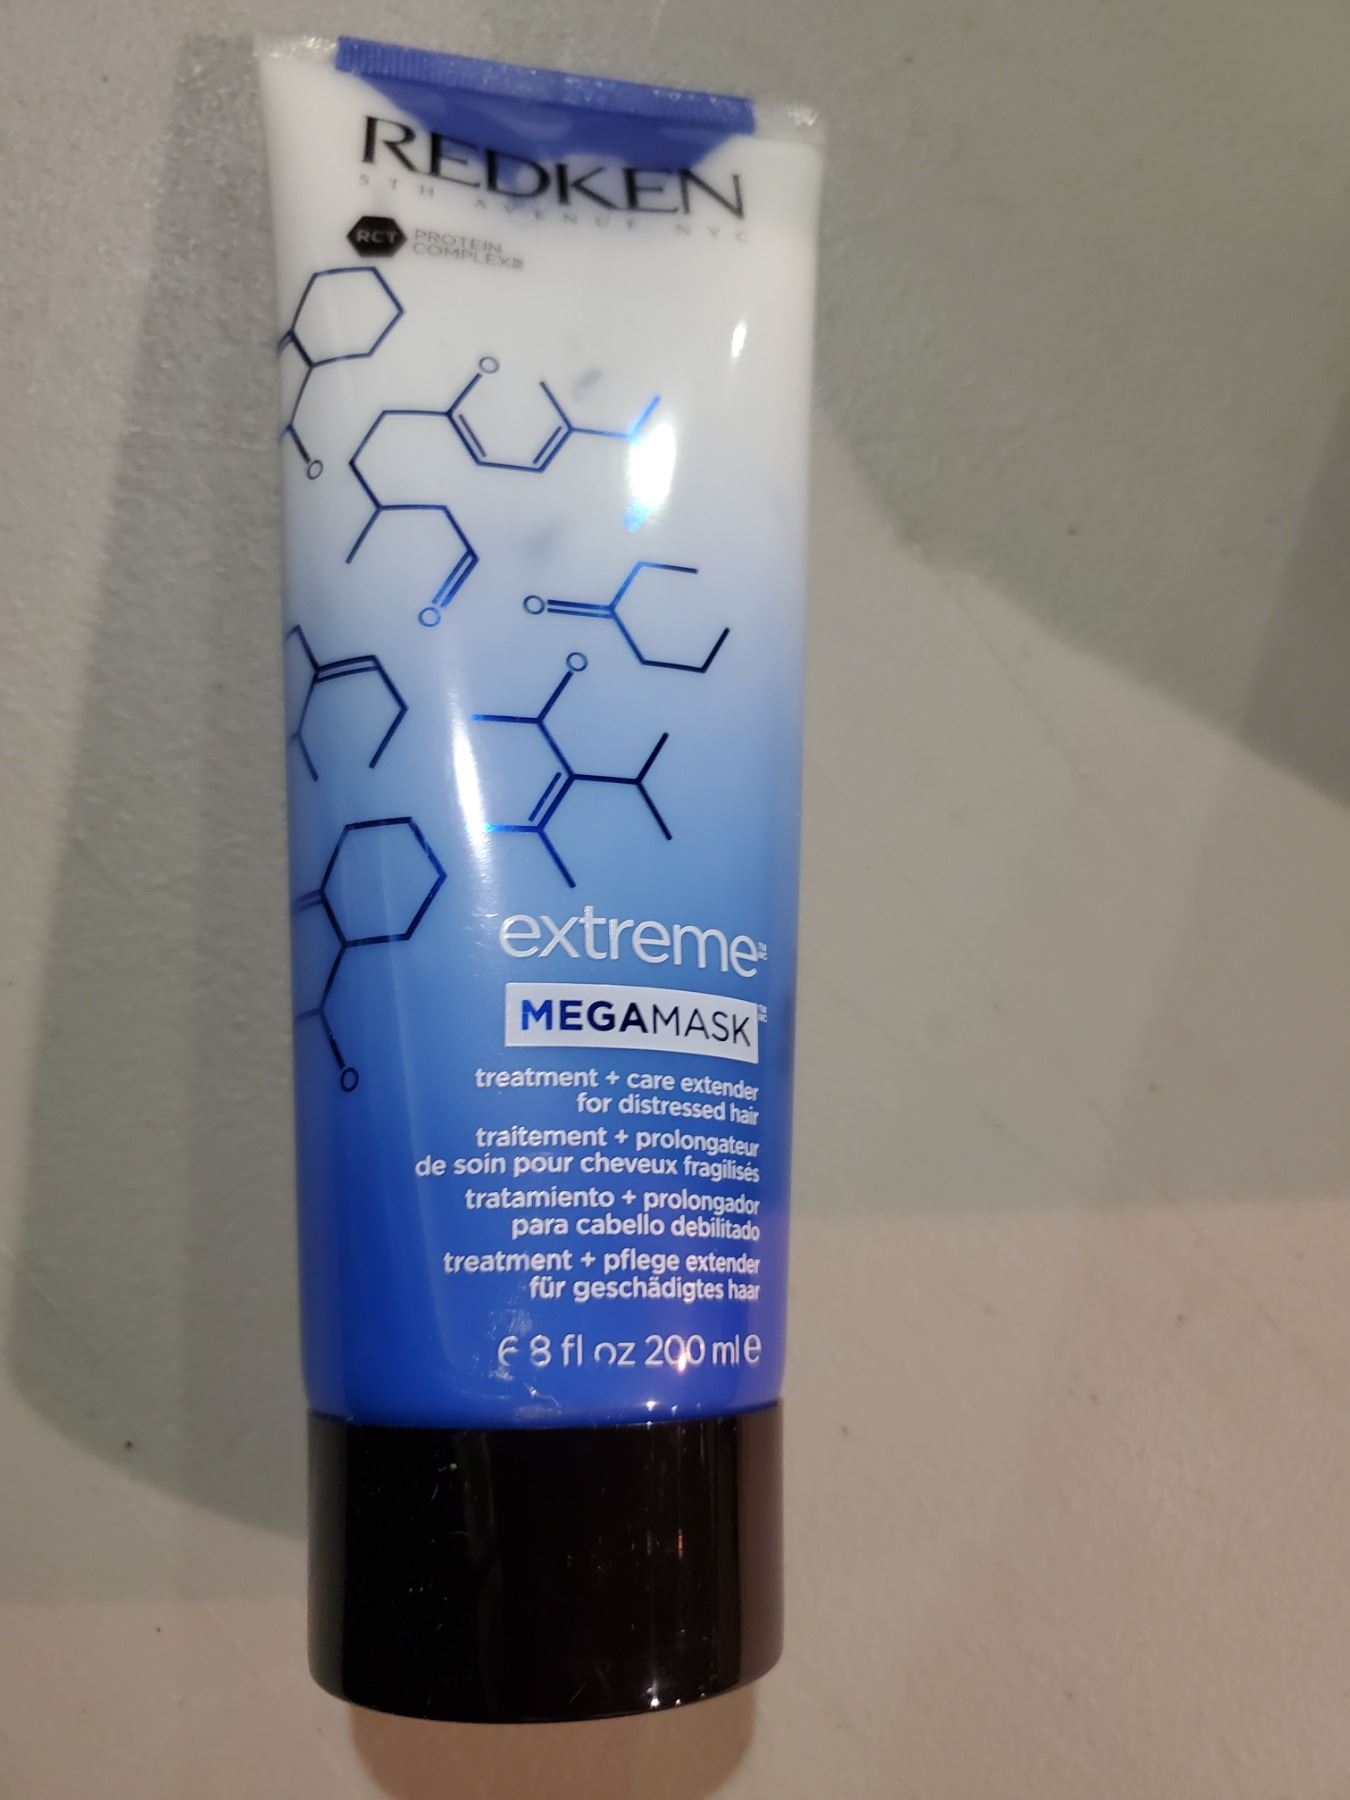 REDKEN
5TH AVENUE NYC
RCT PROTEIN
COMPLEX
O
O
O
O
O
O
extreme
MEGAMASK
treatment + care extender
for distressed hair
traitement + prolongateur
de soin pour cheveux fragilisés
tratamiento + prolongador
para cabello debilitado
treatment + pflege extender
für geschädigtes haar
6 8 fl oz 200 ml e